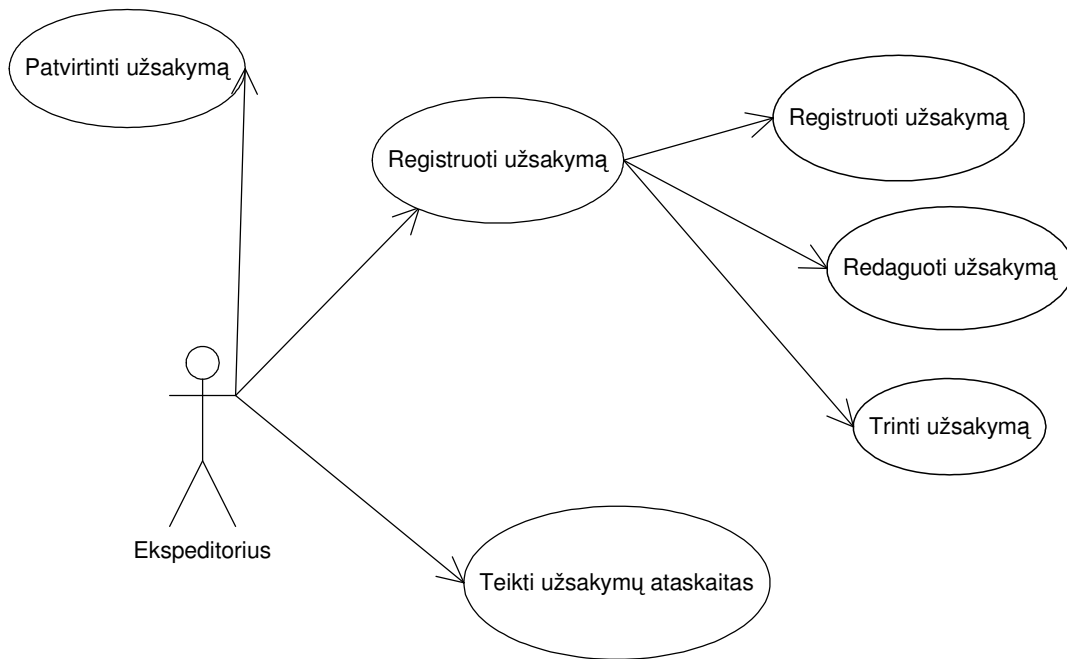 Patvirtinti užsakymą
Registruoti užsakymą
Registruoti užsakymą
Redaguoti užsakymą
Trinti užsakymą
Ekspeditorius
Teikti užsakymų ataskaitas